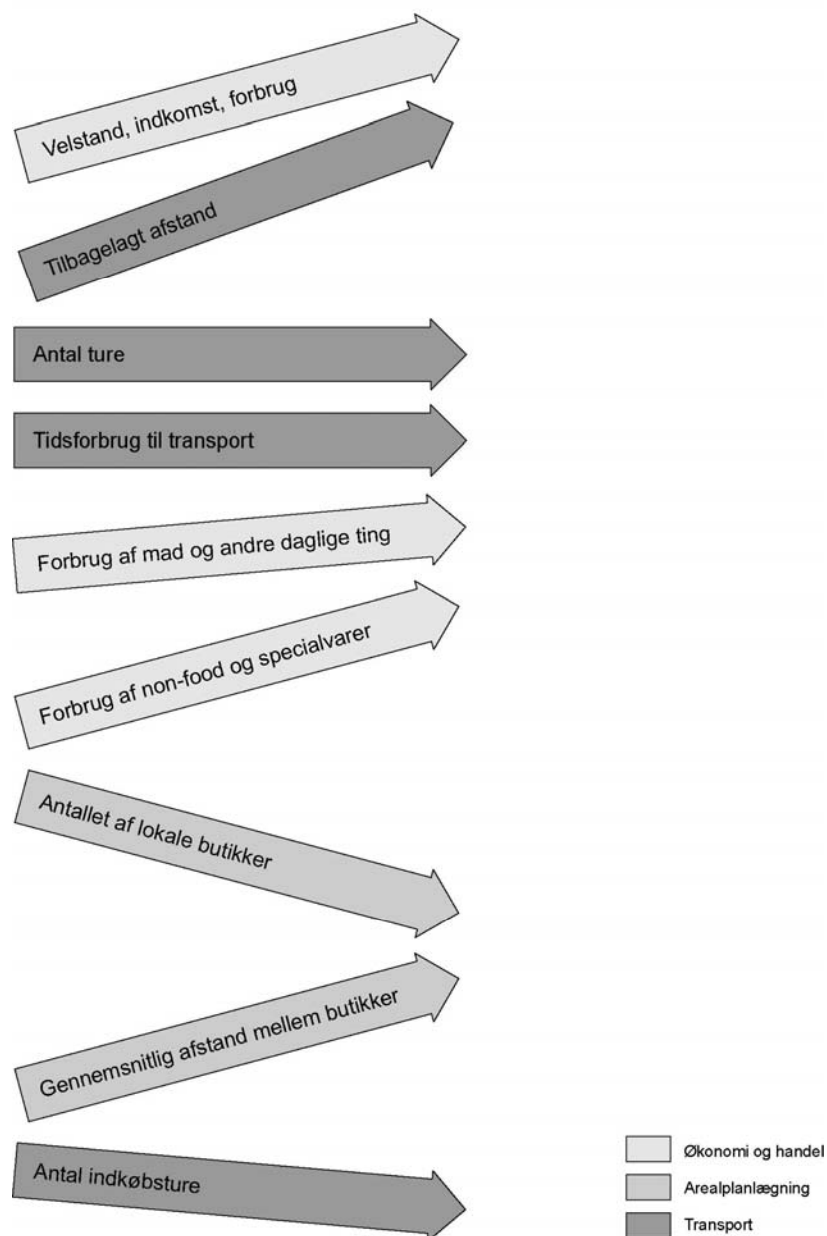 Velstand, indkomst, forbrug
Tilbagelagt afstand
Antal ture
Tidsforbrug til transport
Forbrug af mad og andre daglige ting
Forbrug af non-food og specialvarer
Antallet af lokale butikker
Gennemsnitlig afstand mellem butikker
Antal indkøbsture
Økonomi og handel
Arealplanlægning
Transport